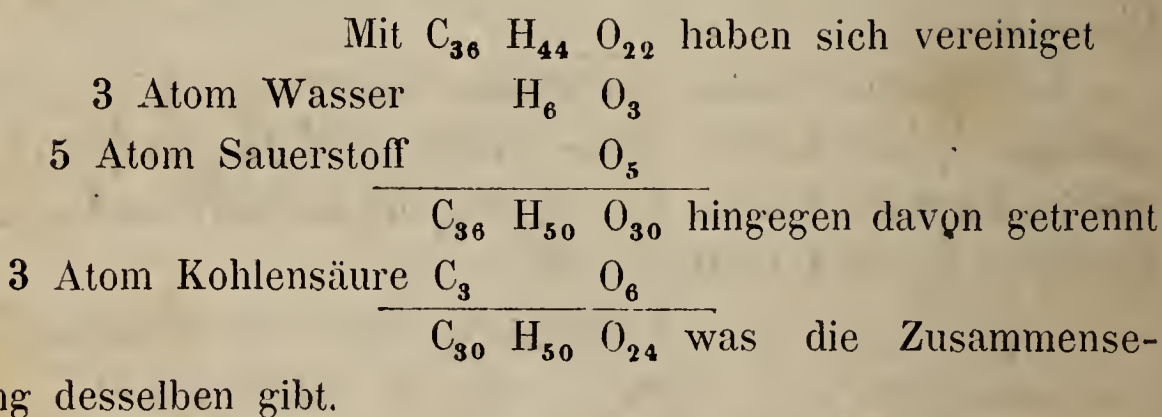 Mit C₃₆ H₄₄ O₂₂ haben sich vereiniget
3 Atom Wasser H₆ O₃
5 Atom Sauerstoff O₅
C₃₆ H₅₀ O₃₀ hingegen davon getrennt
3 Atom Kohlensäure C₃ O₆
C₃₀ H₅₀ O₂₄ was die Zusammense-
ng desselben gibt.